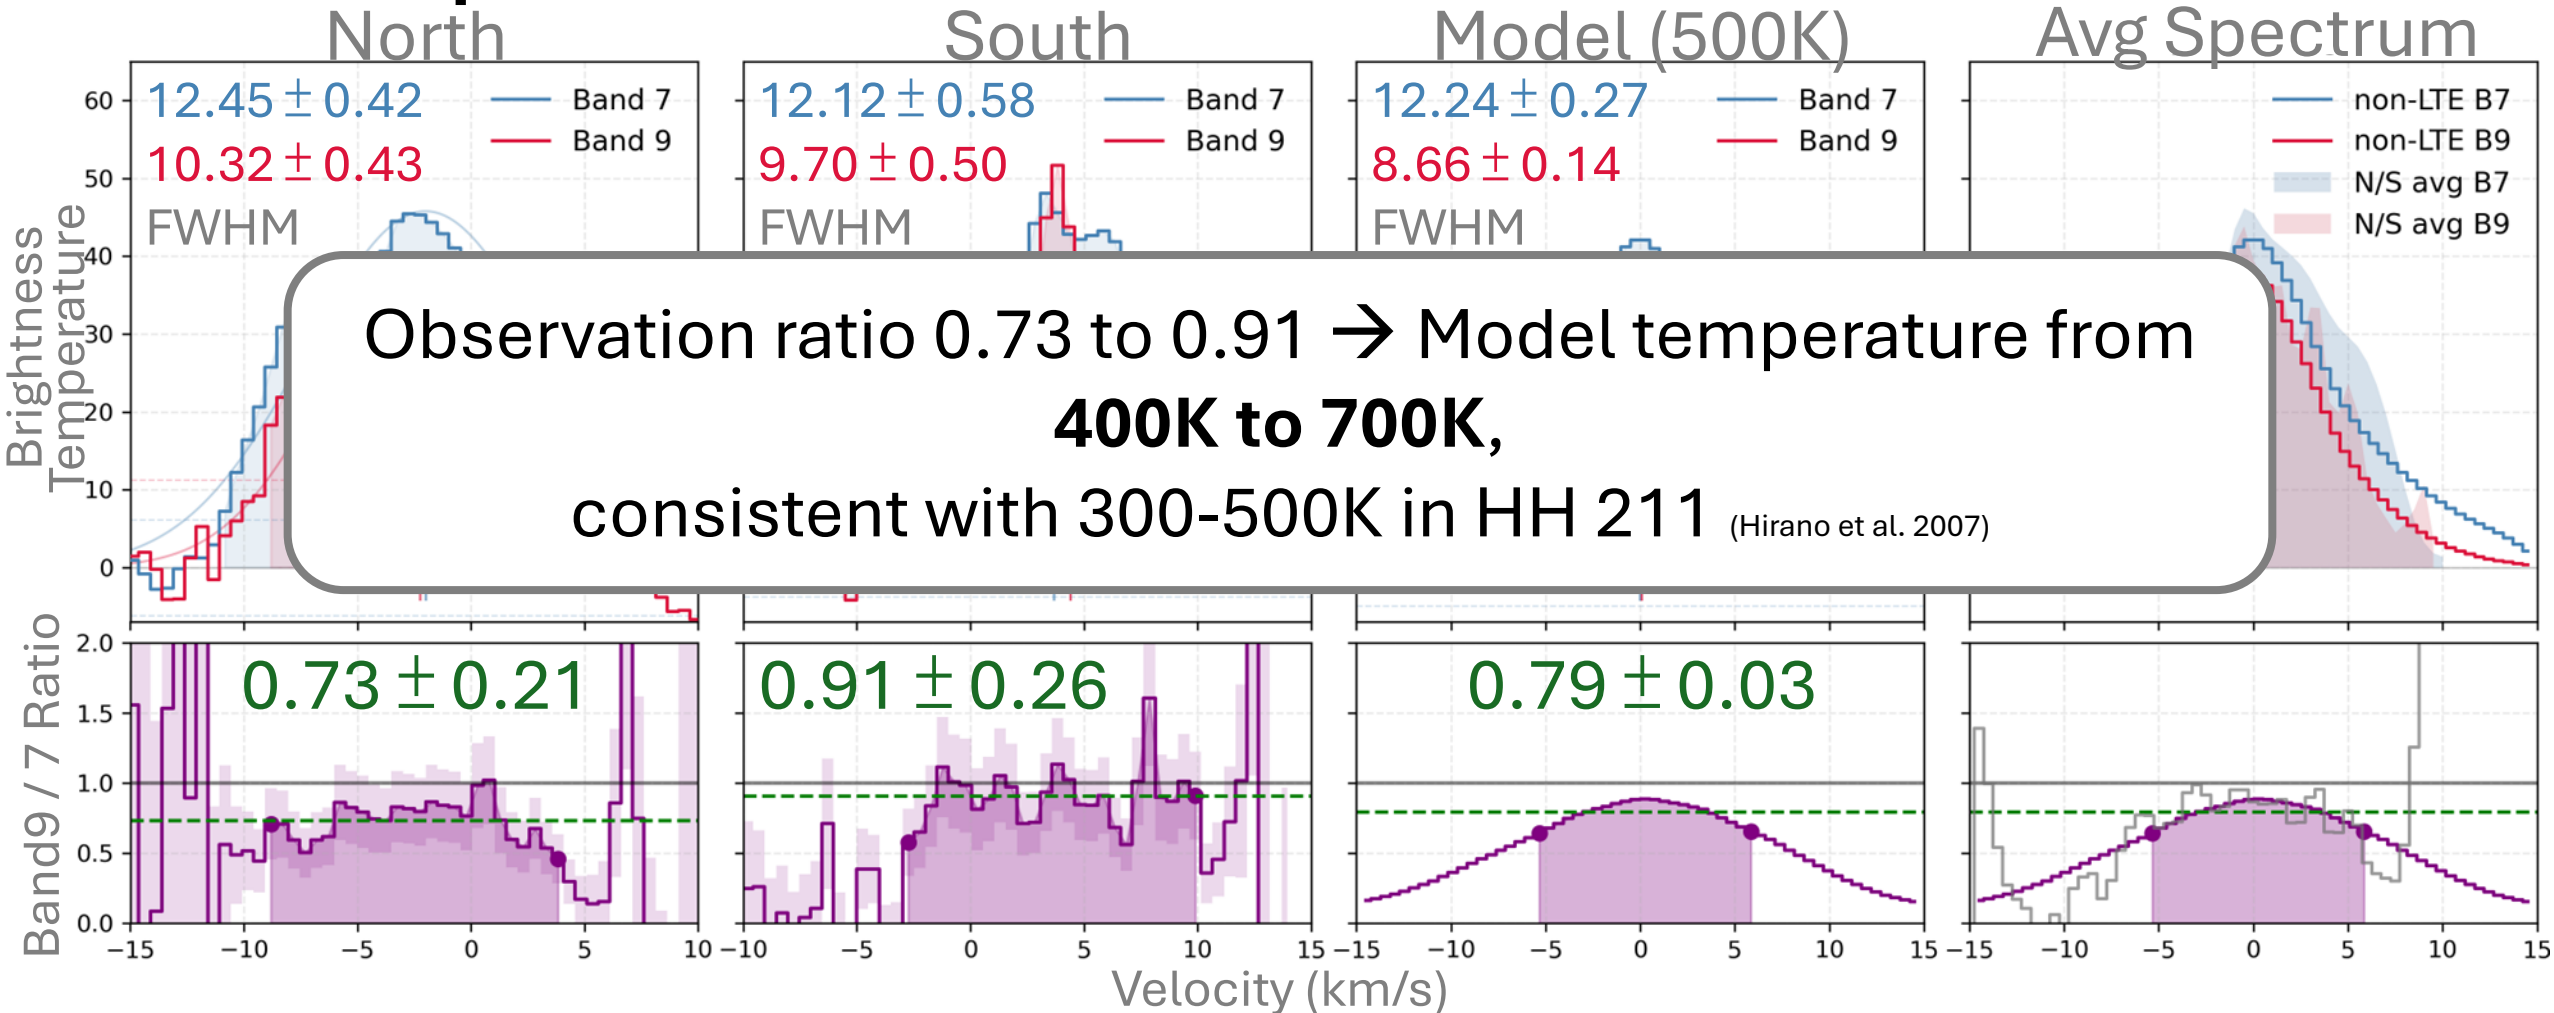 North
South
Model (500K)
Avg Spectrum
12.45 ± 0.42
10.32 ± 0.43
FWHM
Band 7
Band 9
12.12 ± 0.58
9.70 ± 0.50
FWHM
Band 7
Band 9
12.24 ± 0.27
8.66 ± 0.14
FWHM
Band 7
Band 9
non-LTE B7
non-LTE B9
N/S avg B7
N/S avg B9
Brightness
Temperature
60
50
40
30
20
10
0
Observation ratio 0.73 to 0.91 → Model temperature from
400K to 700K,
consistent with 300-500K in HH 211 (Hirano et al. 2007)
Band9 / 7 Ratio
2.0
1.5
1.0
0.5
0.0
0.73 ± 0.21
0.91 ± 0.26
0.79 ± 0.03
−15 −10 −5 0 5 10
−10 −5 0 5 10 15
−15 −10 −5 0 5 10 15
−15 −10 −5 0 5 10 15
Velocity (km/s)